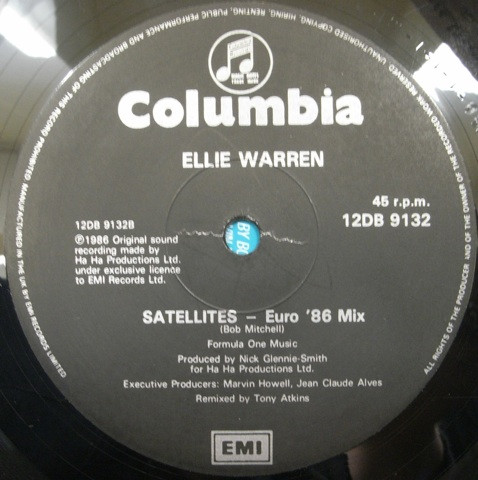 Columbia
ELLIE WARREN
45 r.p.m.
12DB 9132
12DB 9132B
℗1986 Original sound
recording made by
Ha Ha Productions Ltd.
under exclusive licence
to EMI Records Ltd.
BY BO
SATELLITES – Euro '86 Mix
(Bob Mitchell)
Formula One Music
Produced by Nick Glennie-Smith
for Ha Ha Productions Ltd.
Executive Producers: Marvin Howell, Jean Claude Alves
Remixed by Tony Atkins
EMI
ALL RIGHTS OF THE PRODUCER AND OF THE OWNER OF THE RECORDED WORK RESERVED UNAUTHORISED COPYING, HIRING, RENTING, PUBLIC PERFORMANCE AND BROADCASTING OF THIS RECORD PROHIBITED MANUFACTURED IN THE UK BY EMI RECORDS LIMITED